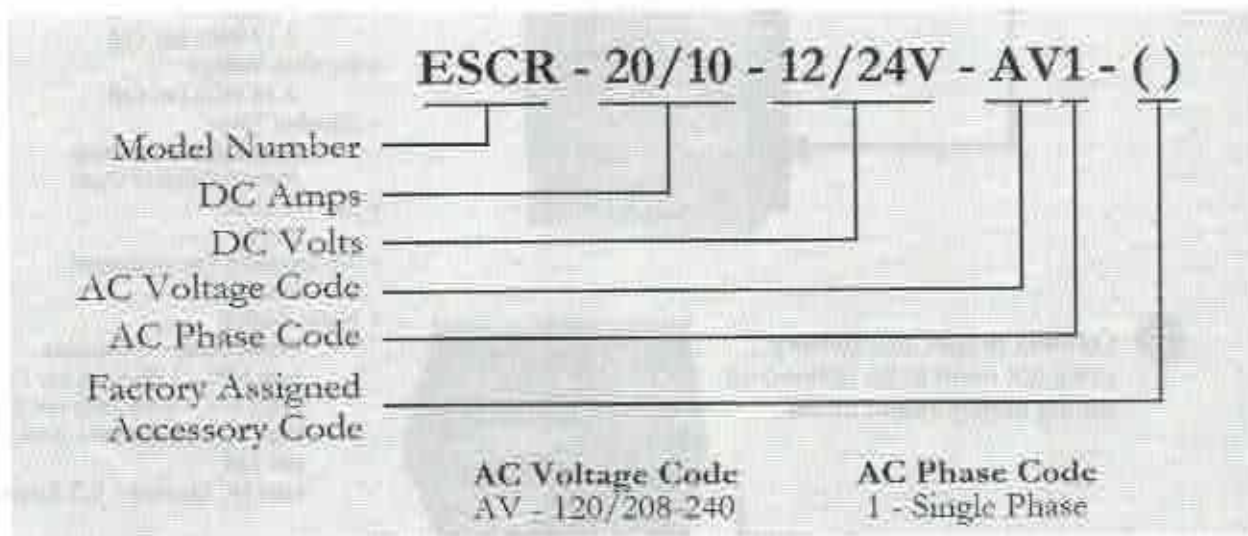 ESCR - 20/10 - 12/24V - AV1 - ( )
Model Number
DC Amps
DC Volts
AC Voltage Code
AC Phase Code
Factory Assigned
Accessory Code
AC Voltage Code
AV - 120/208-240
AC Phase Code
1 - Single Phase